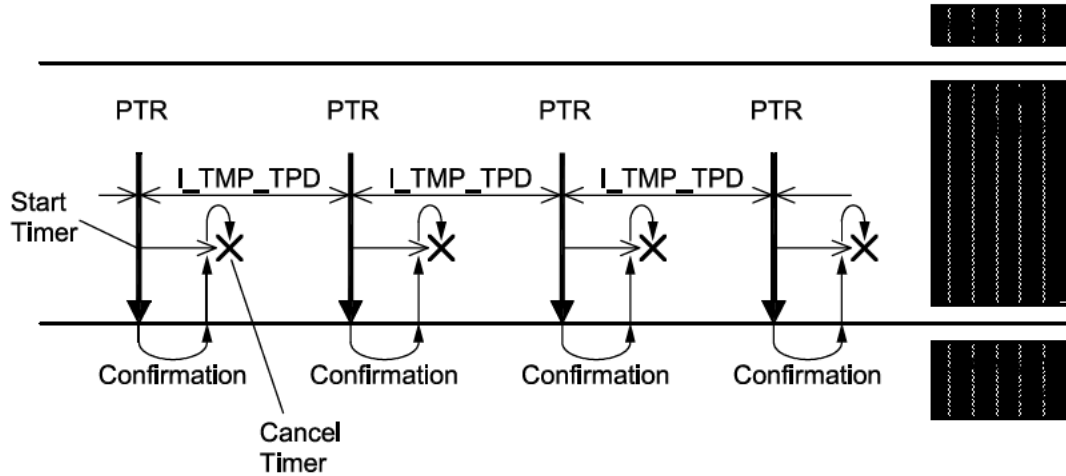 PTR PTR PTR PTR
I_TMP_TPD I_TMP_TPD I_TMP_TPD
Start
Timer
Confirmation Confirmation Confirmation Confirmation
Cancel
Timer